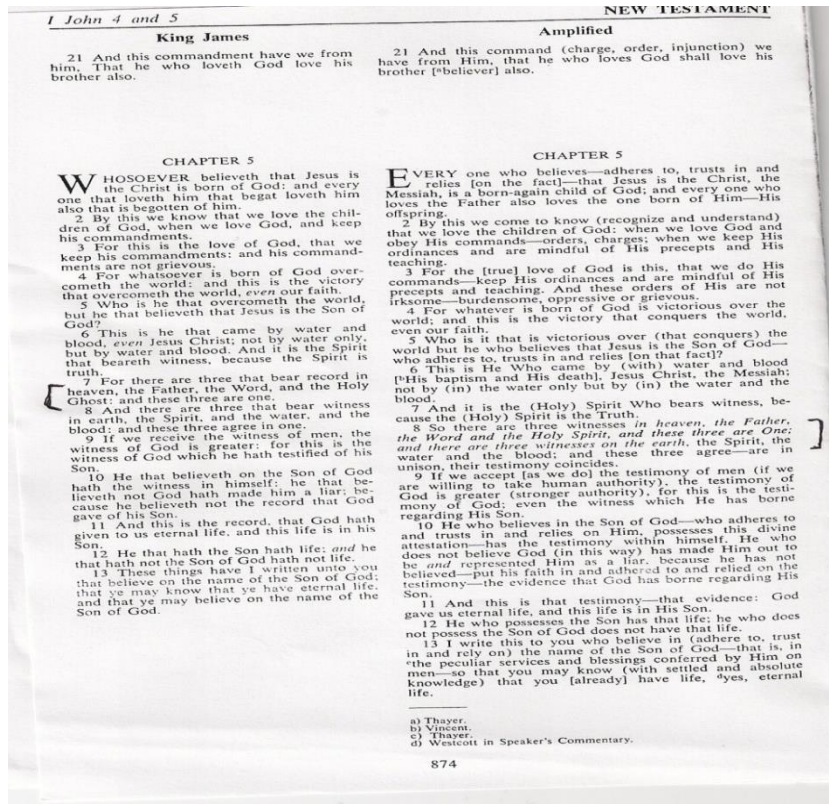 I John 4 and 5
NEW TESTAMENT
King James
21 And this commandment have we from
him, That he who loveth God love his
brother also.
CHAPTER 5
WHOSOEVER believeth that Jesus is
the Christ is born of God: and every
one that loveth him that begat loveth him
also that is begotten of him.
2 By this we know that we love the chil-
dren of God, when we love God, and keep
his commandments.
3 For this is the love of God, that we
keep his commandments: and his command-
ments are not grievous.
4 For whatsoever is born of God over-
cometh the world: and this is the victory
that overcometh the world, even our faith.
5 Who is he that overcometh the world,
but he that believeth that Jesus is the Son of
God?
6 This is he that came by water and
blood, even Jesus Christ; not by water only,
but by water and blood. And it is the Spirit
that beareth witness, because the Spirit is
truth.
7 For there are three that bear record in
heaven, the Father, the Word, and the Holy
Ghost: and these three are one.
8 And there are three that bear witness
in earth, the Spirit, and the water, and the
blood: and these three agree in one.
9 If we receive the witness of men, the
witness of God is greater: for this is the
witness of God which he hath testified of his
Son.
10 He that believeth on the Son of God
hath the witness in himself: he that be-
lieveth not God hath made him a liar; be-
cause he believeth not the record that God
gave of his Son.
11 And this is the record, that God hath
given to us eternal life, and this life is in his
Son.
12 He that hath the Son hath life; and he
that hath not the Son of God hath not life.
13 These things have I written unto you
that believe on the name of the Son of God;
that ye may know that ye have eternal life,
and that ye may believe on the name of the
Son of God.
Amplified
21 And this command (charge, order, injunction) we
have from Him, that he who loves God shall love his
brother [ᵃbeliever] also.
CHAPTER 5
EVERY one who believes—adheres to, trusts in and
relies [on the fact]—that Jesus is the Christ, the
Messiah, is a born-again child of God; and every one who
loves the Father also loves the one born of Him—His
offspring.
2 By this we come to know (recognize and understand)
that we love the children of God: when we love God and
obey His commands—orders, charges; when we keep His
ordinances and are mindful of His precepts and His
teaching.
3 For the [true] love of God is this, that we do His
commands—keep His ordinances and are mindful of His
precepts and teaching. And these orders of His are not
irksome—burdensome, oppressive or grievous.
4 For whatever is born of God is victorious over the
world; and this is the victory that conquers the world,
even our faith.
5 Who is it that is victorious over (that conquers) the
world but he who believes that Jesus is the Son of God—
who adheres to, trusts in and relies [on that fact]?
6 This is He Who came by (with) water and blood
[ᵇHis baptism and His death], Jesus Christ, the Messiah;
not by (in) the water only but by (in) the water and the
blood.
7 And it is the (Holy) Spirit Who bears witness, be-
cause the (Holy) Spirit is the Truth.
8 So there are three witnesses in heaven, the Father,
the Word and the Holy Spirit, and these three are One;
and there are three witnesses on the earth, the Spirit, the
water and the blood; and these three agree—are in
unison, their testimony coincides.
9 If we accept [as we do] the testimony of men (if we
are willing to take human authority), the testimony of
God is greater (stronger authority), for this is the testi-
mony of God; even the witness which He has borne
regarding His Son.
10 He who believes in the Son of God—who adheres to
and trusts in and relies on Him, possesses this divine
attestation—has the testimony within himself. He who
does not believe God (in this way) has made Him out to
be and represented Him as a liar, because he has not
believed—put his faith in and adhered to and relied on the
testimony—the evidence that God has borne regarding His
Son.
11 And this is that testimony—that evidence: God
gave us eternal life, and this life is in His Son.
12 He who possesses the Son has that life; he who does
not possess the Son of God does not have that life.
13 I write this to you who believe in (adhere to, trust
in and rely on) the name of the Son of God—that is, in
ᶜthe peculiar services and blessings conferred by Him on
men—so that you may know (with settled and absolute
knowledge) that you [already] have life, ᵈyes, eternal
life.
a) Thayer.
b) Vincent.
c) Thayer.
d) Westcott in Speaker's Commentary.
874